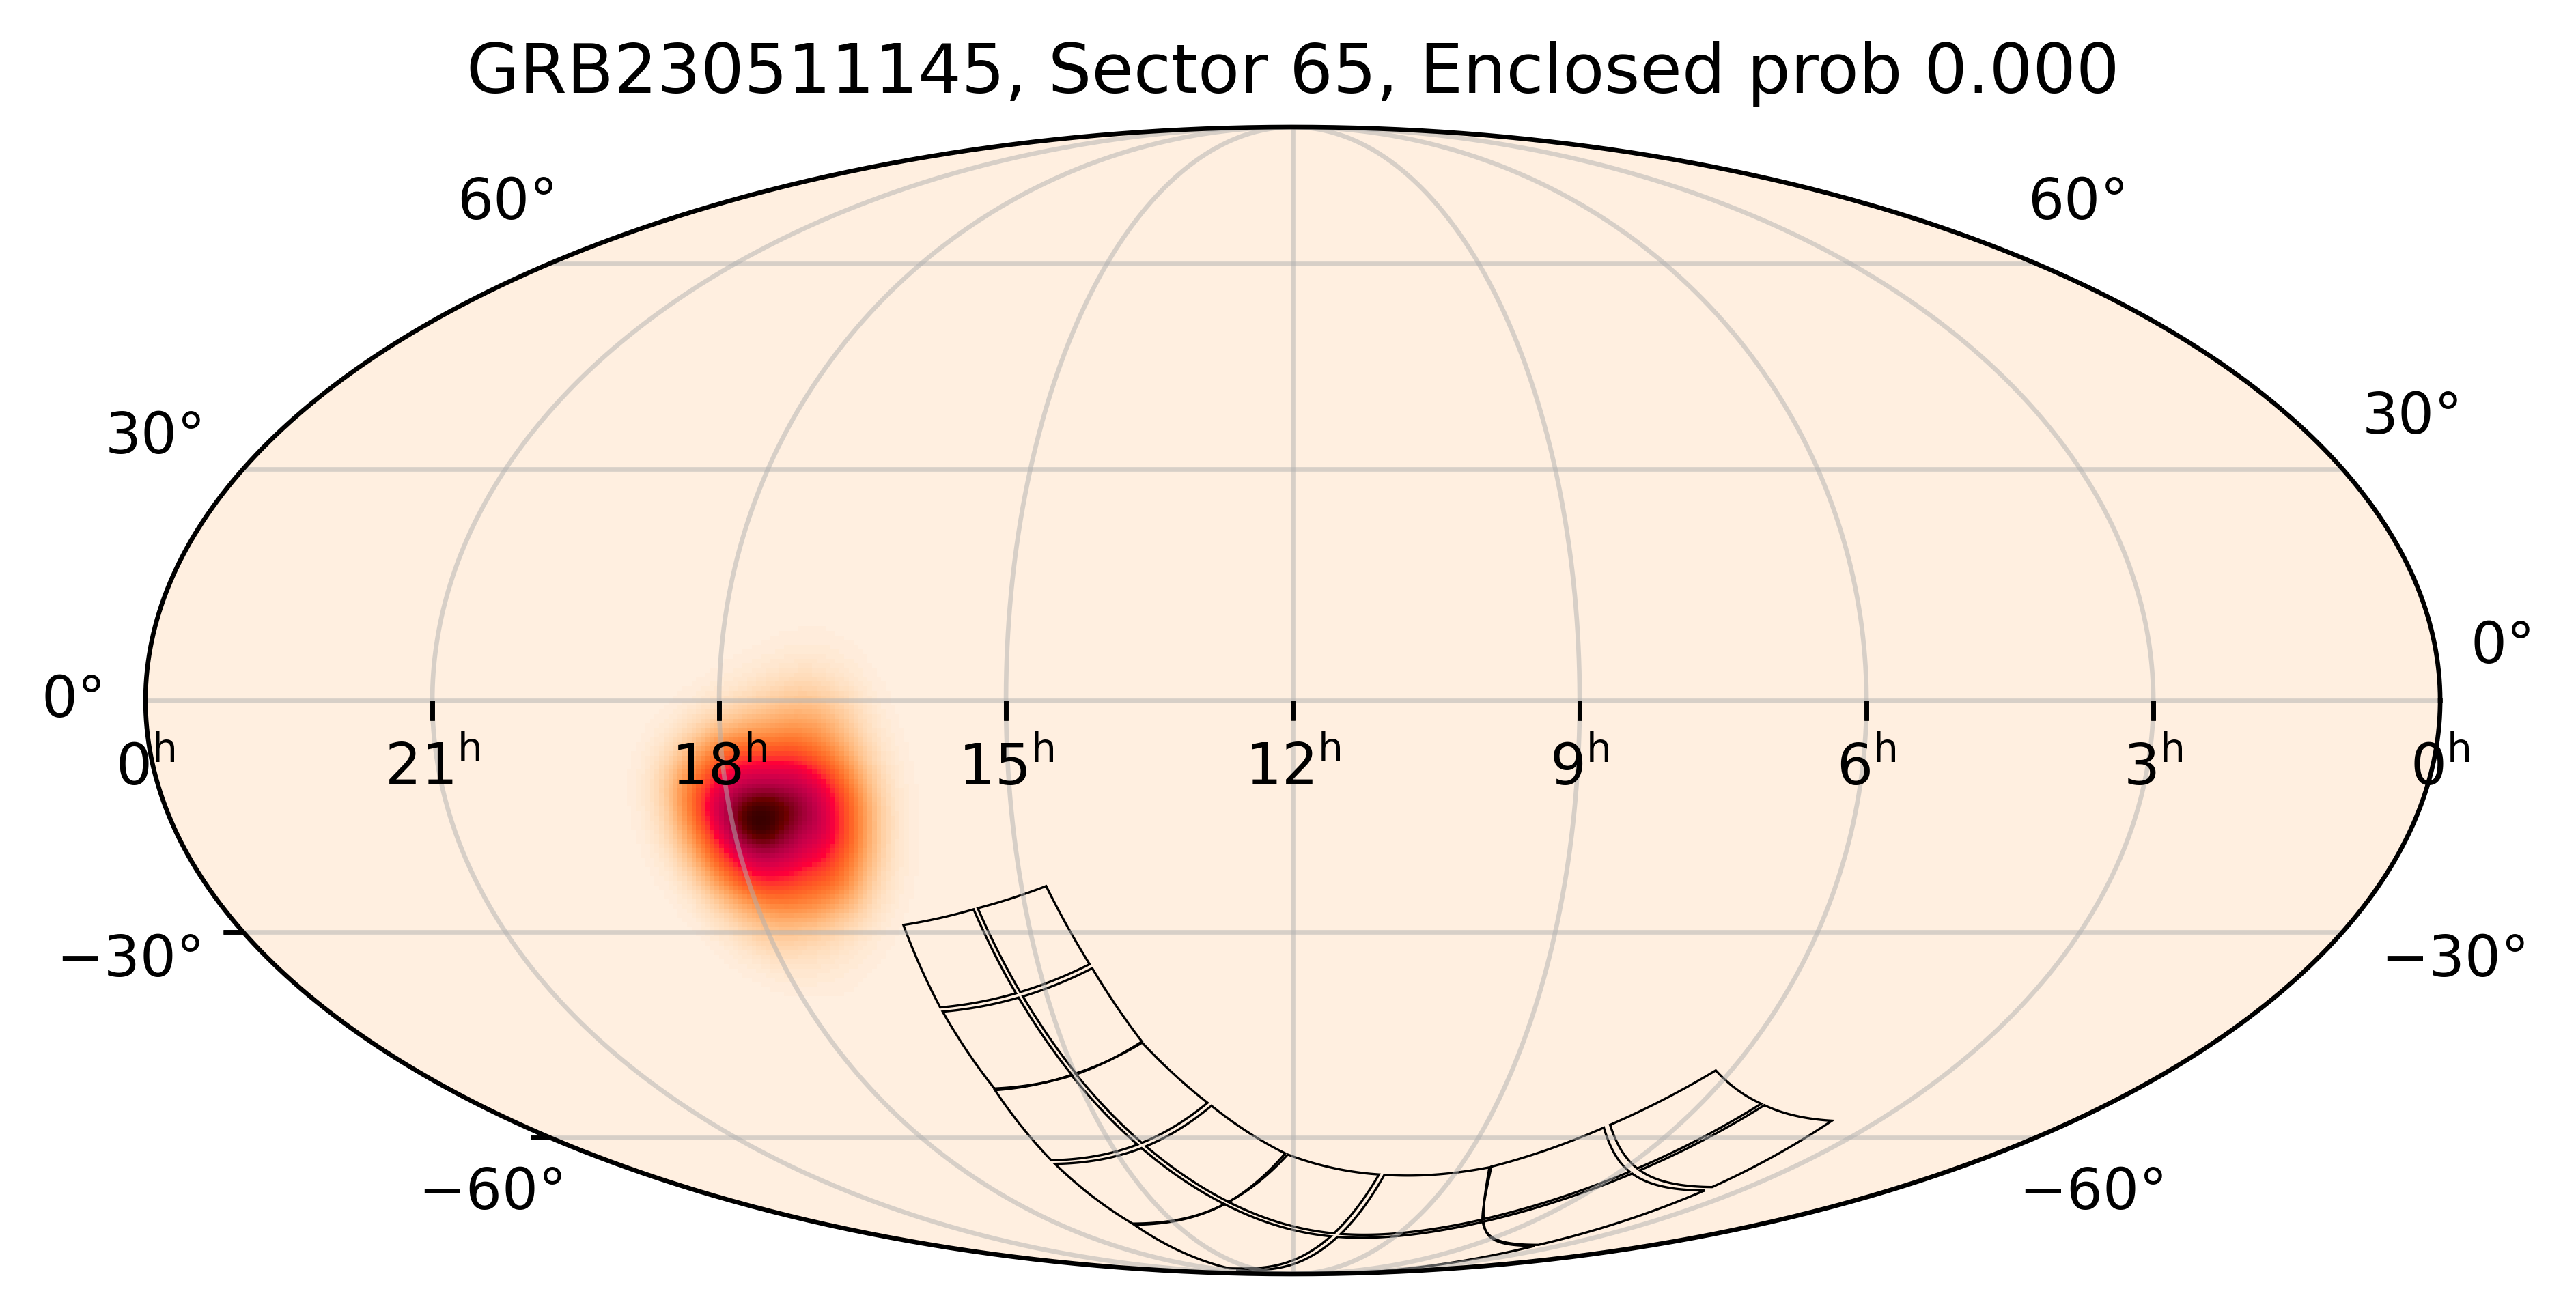 GRB230511145, Sector 65, Enclosed prob 0.000
60° 60°
30° 30°
0° 0°
0ʰ 21ʰ 18ʰ 15ʰ 12ʰ 9ʰ 6ʰ 3ʰ 0ʰ
−30° −30°
−60° −60°